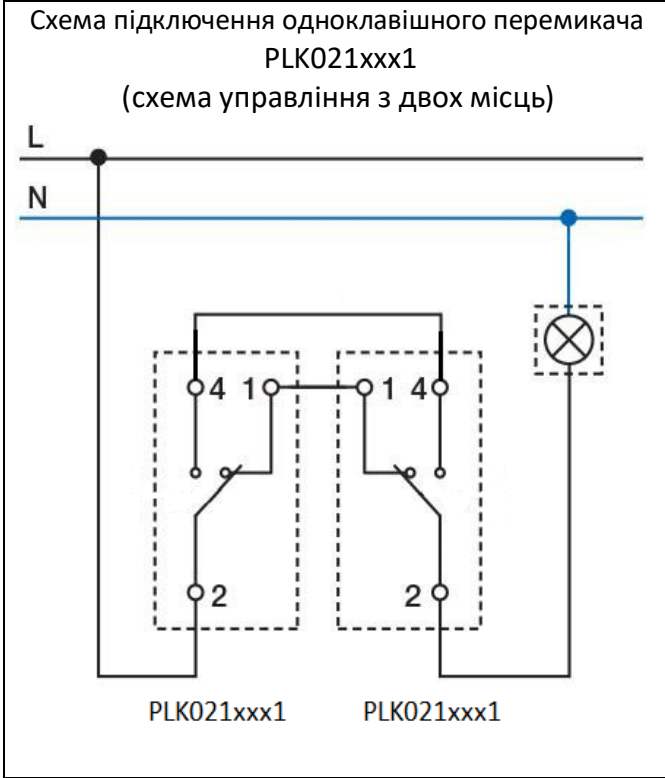 Схема підключення одноклавішного перемикача
PLK021xxx1
(схема управління з двох місць)
L
N
4 1 1 4
2 2
PLK021xxx1 PLK021xxx1